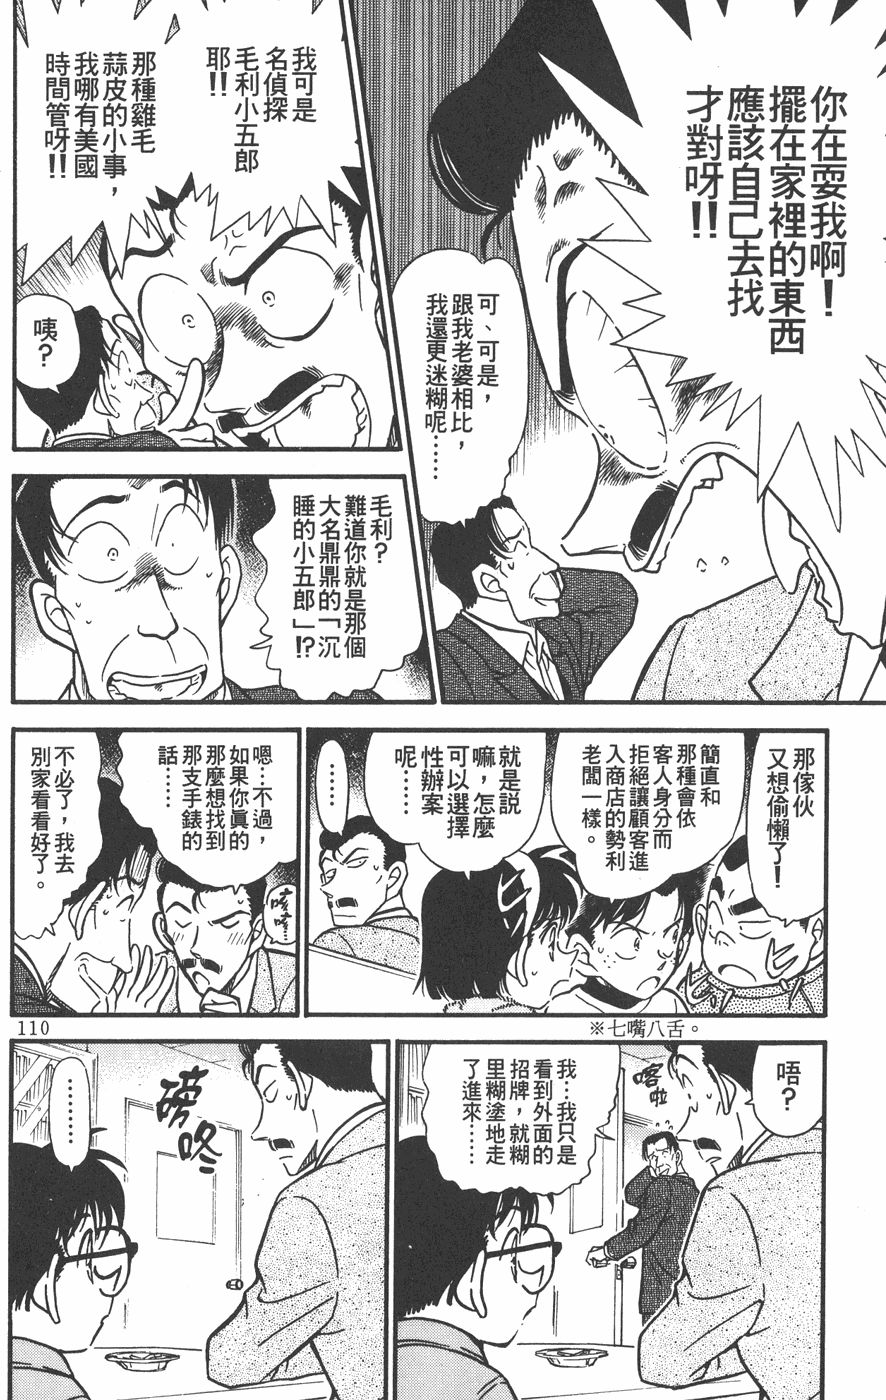 你在耍我啊！
擺在家裡的東西
應該自己去找
才對呀!!
可、可是，
跟我老婆相比，
我還更迷糊呢……
我可是
名偵探
毛利小五郎
耶!!
那種雞毛
蒜皮的小事，
我哪有美國
時間管呀!!
咦？
毛利？
難道你就是那個
大名鼎鼎的「沉
睡的小五郎」!?
那傢伙
又想偷懶了！
簡直和
那種會依
客人身分而
拒絕讓顧客進
入商店的勢利
老闆一樣。
就是說
嘛，怎麼
可以選擇
性辦案
呢……
……
嗯…不過，
如果你真的
那麼想找到
那支手錶的
話……
咳咳…
不必了，我去
別家看看好了。
110
※七嘴八舌。
唔？
喀啦
我…我只是
看到外面的
招牌，就糊
里糊塗地走
了進來……
磅咚
………